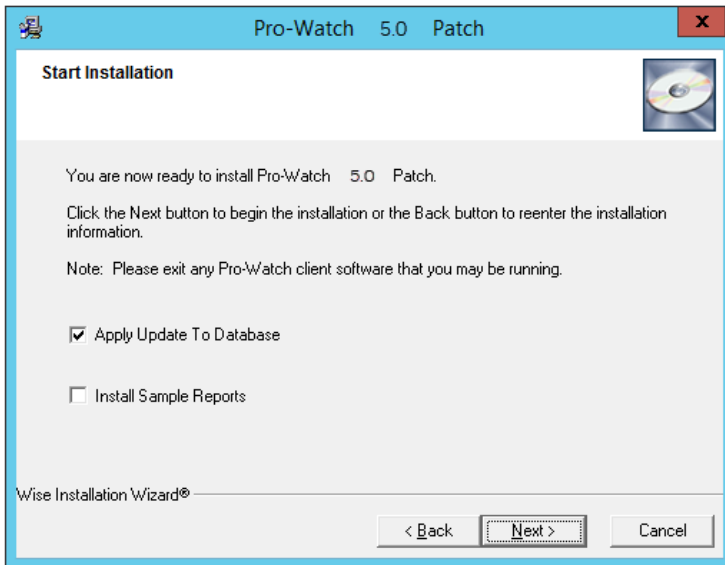 Pro-Watch 5.0 Patch
x
Start Installation
You are now ready to install Pro-Watch 5.0 Patch.
Click the Next button to begin the installation or the Back button to reenter the installation
information.
Note: Please exit any Pro-Watch client software that you may be running.
Apply Update To Database
Install Sample Reports
Wise Installation Wizard®
< Back Next > Cancel